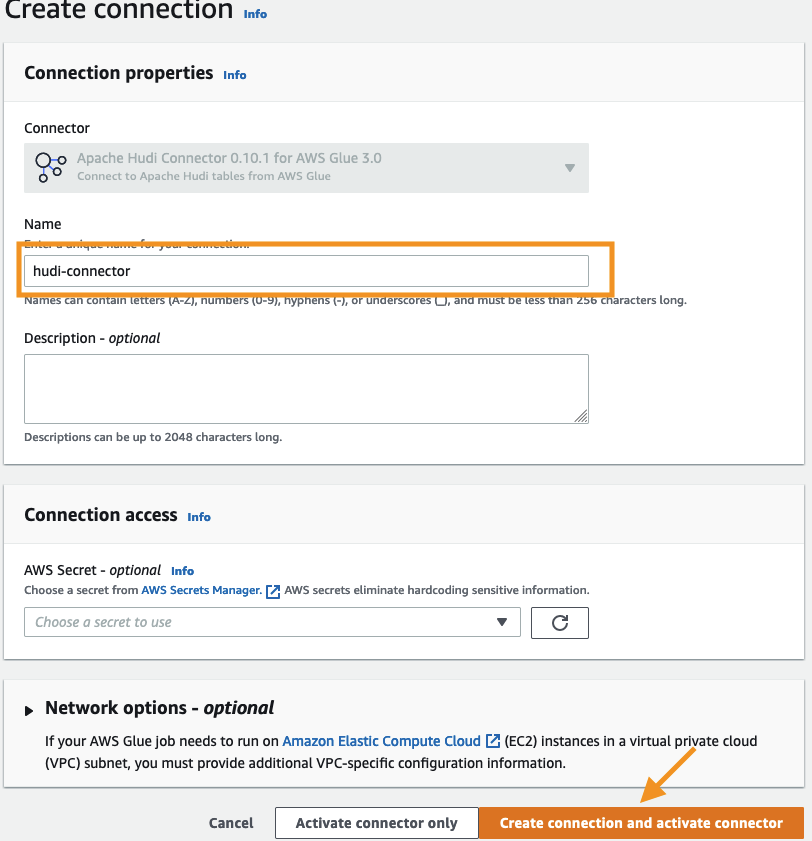 Create connection Info
Connection properties Info
Connector
Apache Hudi Connector 0.10.1 for AWS Glue 3.0
Connect to Apache Hudi tables from AWS Glue
Name
Enter a unique name for your connection.
hudi-connector
Names can contain letters (A-Z), numbers (0-9), hyphens (-), or underscores (_), and must be less than 256 characters long.
Description - optional
Descriptions can be up to 2048 characters long.
Connection access Info
AWS Secret - optional Info
Choose a secret from AWS Secrets Manager. AWS secrets eliminate hardcoding sensitive information.
Choose a secret to use
Network options - optional
If your AWS Glue job needs to run on Amazon Elastic Compute Cloud (EC2) instances in a virtual private cloud
(VPC) subnet, you must provide additional VPC-specific configuration information.
Cancel Activate connector only Create connection and activate connector